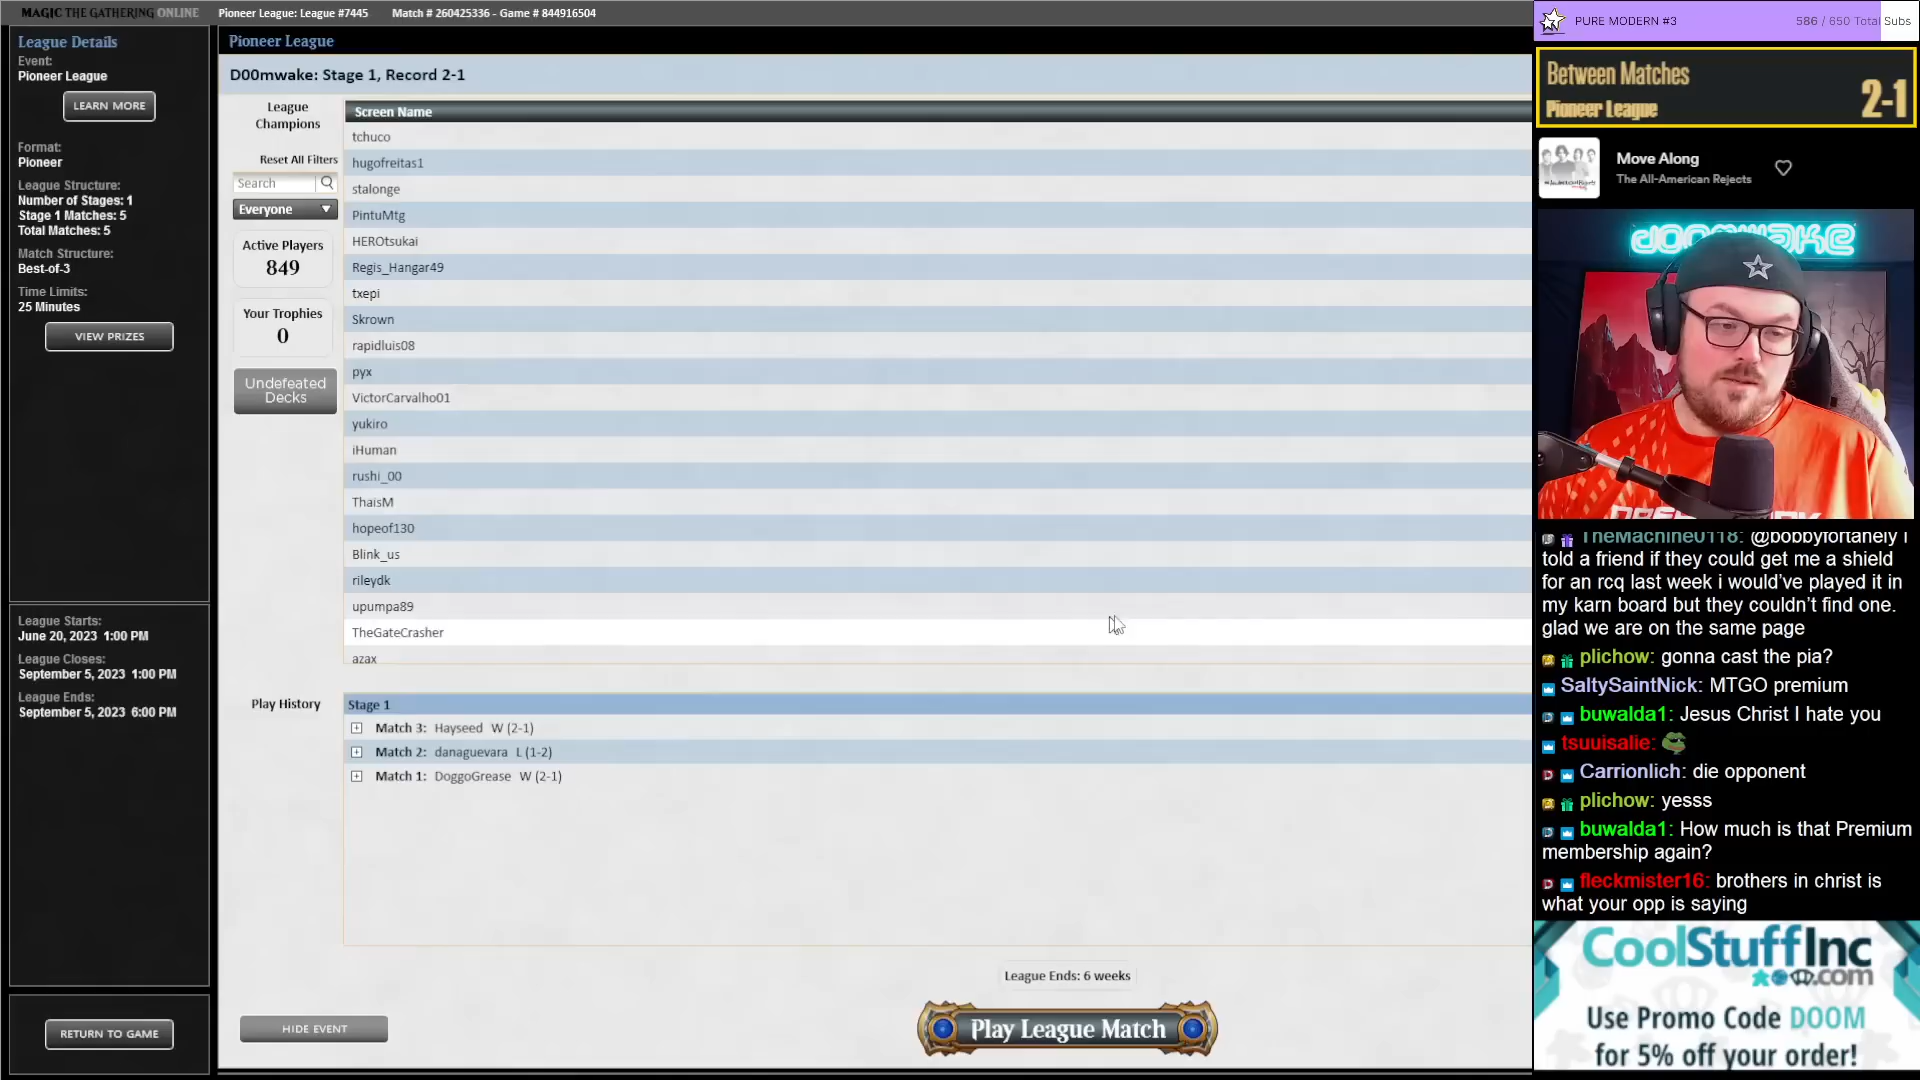 MAGIC THE GATHERING ONLINE
Pioneer League: League #7445
Match # 260425336 - Game # 844916504
League Details
Event:
Pioneer League
LEARN MORE
Format:
Pioneer
League Structure:
Number of Stages: 1
Stage 1 Matches: 5
Total Matches: 5
Match Structure:
Best-of-3
Time Limits:
25 Minutes
VIEW PRIZES
League Starts:
June 20, 2023 1:00 PM
League Closes:
September 5, 2023 1:00 PM
League Ends:
September 5, 2023 6:00 PM
RETURN TO GAME
Pioneer League
D00mwake: Stage 1, Record 2-1
League
Champions
Reset All Filters
Search
Everyone
Active Players
849
Your Trophies
0
Undefeated
Decks
Screen Name
tchuco
hugofreitas1
stalonge
PintuMtg
HEROtsukai
Regis_Hangar49
txepi
Skrown
rapidluis08
pyx
VictorCarvalho01
yukiro
iHuman
rushi_00
ThaisM
hopeof130
Blink_us
rileydk
upumpa89
TheGateCrasher
azax
Play History
Stage 1
Match 3: Hayseed W (2-1)
Match 2: danaguevara L (1-2)
Match 1: DoggoGrease W (2-1)
League Ends: 6 weeks
HIDE EVENT
Play League Match
PURE MODERN #3
586 / 650 Total Subs
Between Matches
Pioneer League
2-1
Move Along
The All-American Rejects
doomwake
TheMachine0118: @bobbyfortanely i
told a friend if they could get me a shield
for an rcq last week i would've played it in
my karn board but they couldn't find one.
glad we are on the same page
plichow: gonna cast the pia?
SaltySaintNick: MTGO premium
buwalda1: Jesus Christ I hate you
tsuuisalie:
Carrionlich: die opponent
plichow: yesss
buwalda1: How much is that Premium
membership again?
fleckmister16: brothers in christ is
what your opp is saying
CoolStuffInc
.com
Use Promo Code DOOM
for 5% off your order!